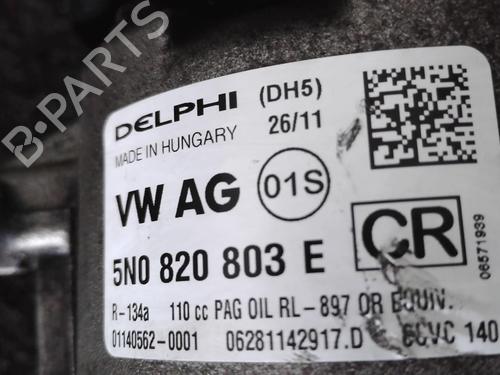 B-PARTS
DELPHI (DH5)
MADE IN HUNGARY 26/11
VW AG 01S
CR
5N0 820 803 E
06571939
R-134a 110 cc PAG OIL RL-897 OR EQUIV.
01140562-0001 06281142917.D 6CVC 140